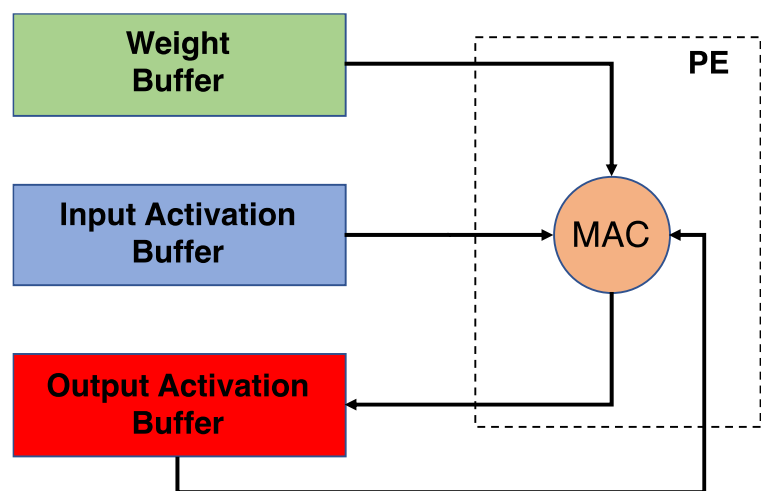 Weight
Buffer
PE
Input Activation
Buffer
MAC
Output Activation
Buffer